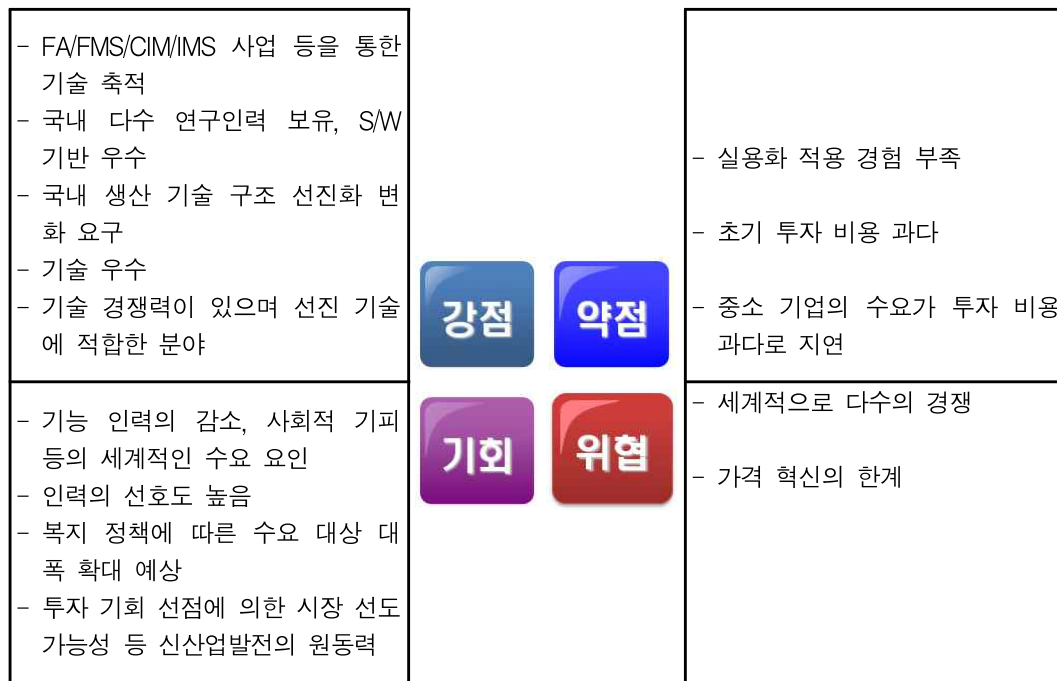 - FA/FMS/CIM/IMS 사업 등을 통한
기술 축적
- 국내 다수 연구인력 보유, S/W
기반 우수
- 국내 생산 기술 구조 선진화 변
화 요구
- 기술 우수
- 기술 경쟁력이 있으며 선진 기술
에 적합한 분야
강점
약점
- 실용화 적용 경험 부족
- 초기 투자 비용 과다
- 중소 기업의 수요가 투자 비용
과다로 지연
- 기능 인력의 감소, 사회적 기피
등의 세계적인 수요 요인
- 인력의 선호도 높음
- 복지 정책에 따른 수요 대상 대
폭 확대 예상
- 투자 기회 선점에 의한 시장 선도
가능성 등 신산업발전의 원동력
기회
위협
- 세계적으로 다수의 경쟁
- 가격 혁신의 한계